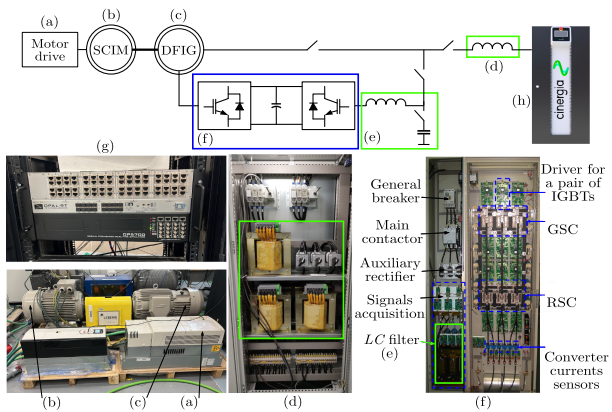 (a)
(b)
(c)
Motor
drive
SCIM
DFIG
(d)
(e)
(f)
cinergia
(h)
(g)
OPAL-RT
OP5700
General
breaker
Main
contactor
Auxiliary
rectifier
Signals
acquisition
LC filter
(e)
Driver for
a pair of
IGBTs
GSC
RSC
Converter
currents
sensors
(b)
(c)
(a)
(d)
(f)